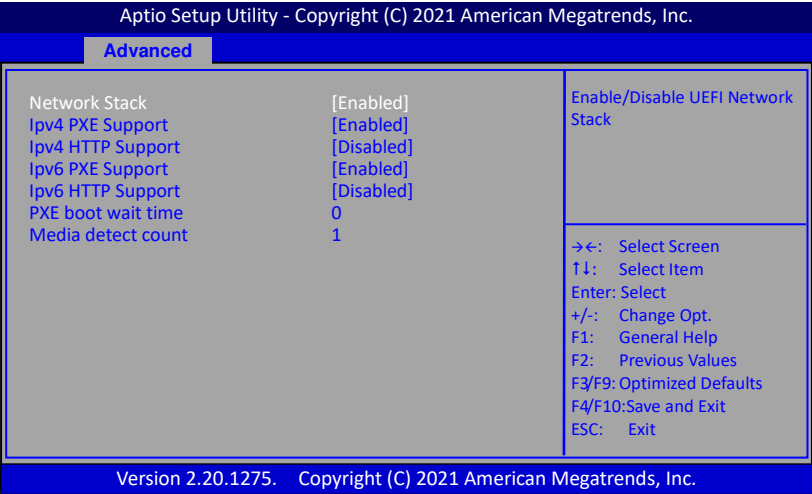 Aptio Setup Utility - Copyright (C) 2021 American Megatrends, Inc.
Advanced
Network Stack [Enabled]
Ipv4 PXE Support [Enabled]
Ipv4 HTTP Support [Disabled]
Ipv6 PXE Support [Enabled]
Ipv6 HTTP Support [Disabled]
PXE boot wait time 0
Media detect count 1
Enable/Disable UEFI Network
Stack
→←: Select Screen
↑↓: Select Item
Enter: Select
+/-: Change Opt.
F1: General Help
F2: Previous Values
F3/F9: Optimized Defaults
F4/F10:Save and Exit
ESC: Exit
Version 2.20.1275. Copyright (C) 2021 American Megatrends, Inc.